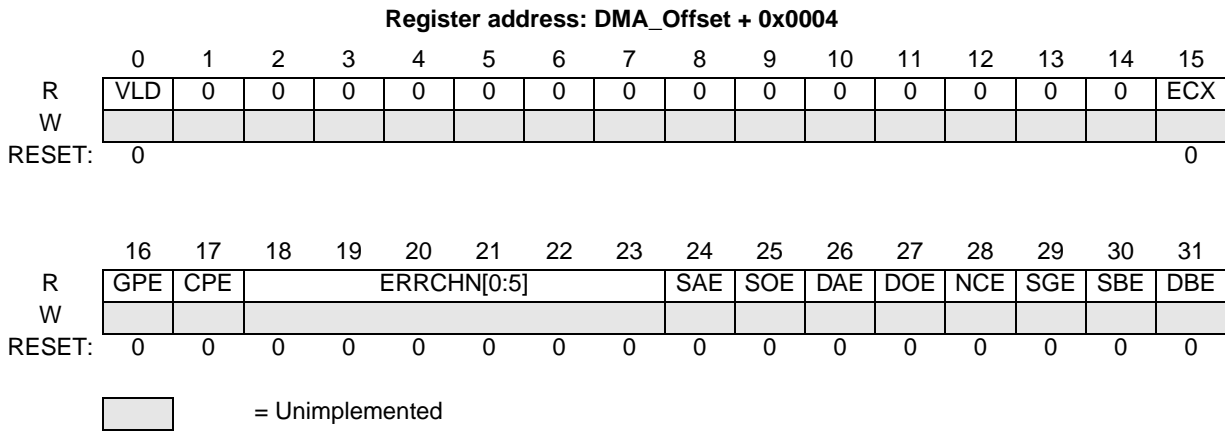 Register address: DMA_Offset + 0x0004
0 1 2 3 4 5 6 7 8 9 10 11 12 13 14 15
R VLD 0 0 0 0 0 0 0 0 0 0 0 0 0 0 ECX
W
RESET: 0 0
16 17 18 19 20 21 22 23 24 25 26 27 28 29 30 31
R GPE CPE ERRCHN[0:5] SAE SOE DAE DOE NCE SGE SBE DBE
W
RESET: 0 0 0 0 0 0 0 0 0 0 0 0 0 0 0 0
= Unimplemented